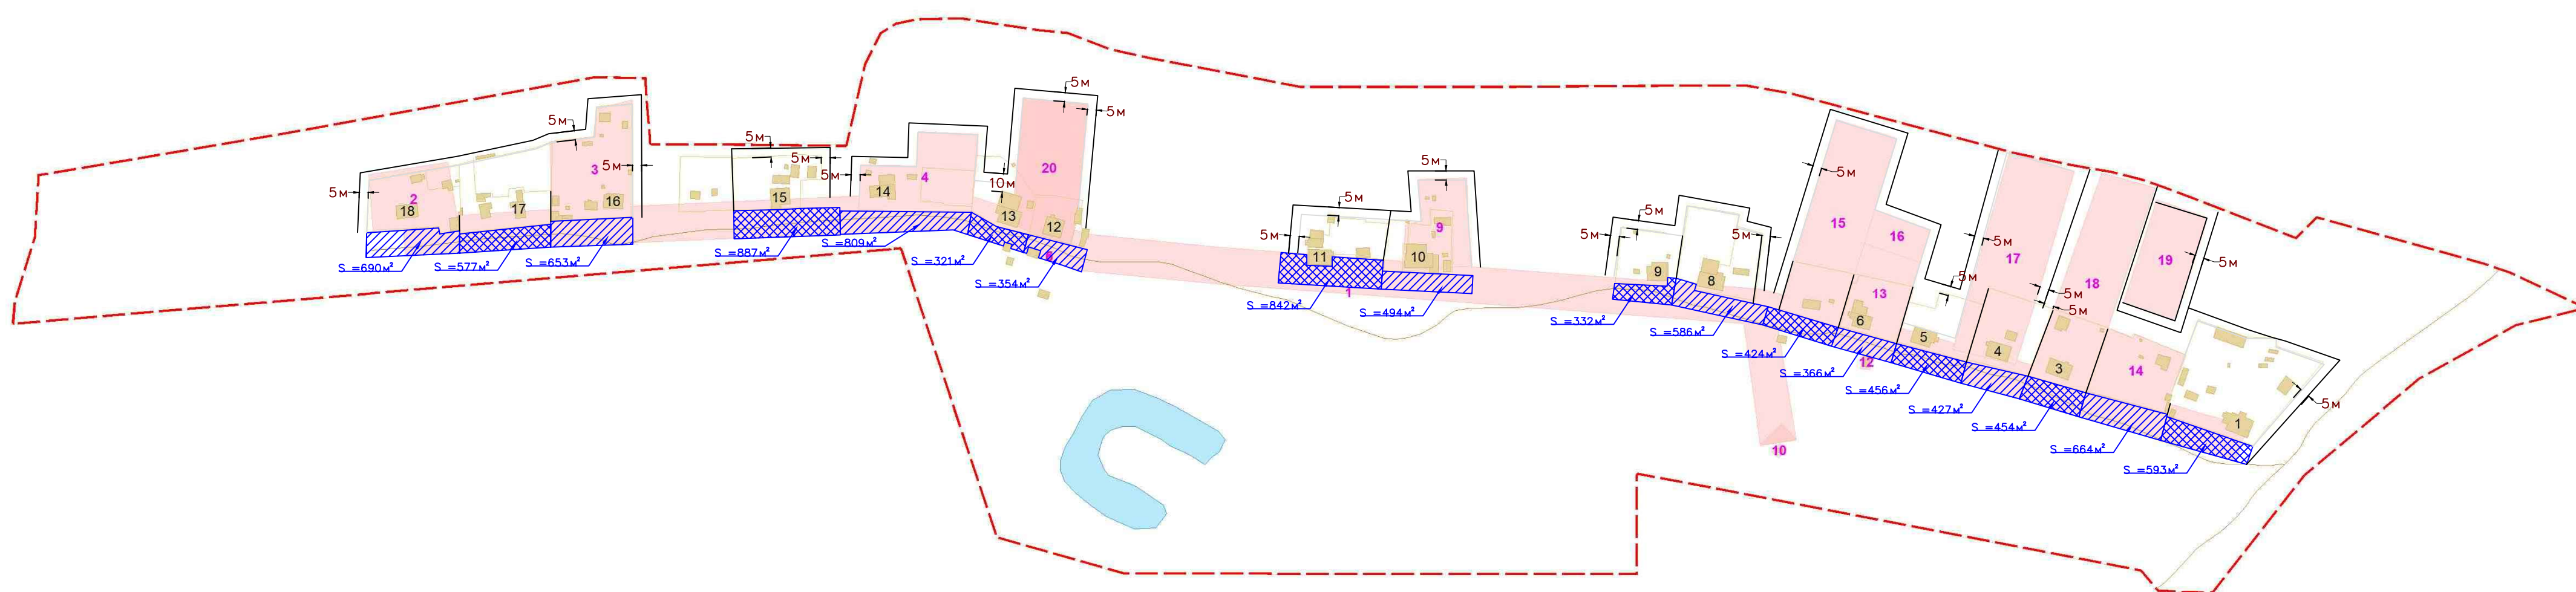 5м
2
18
S =690м²
17
S =577м²
5м
3
5м
16
S =653м²
5м
5м
15
S =887м²
5м
14
4
S =809м²
5м
5м
20
10м
13
12
S =321м²
S =354м²
5м
5м
11
S =842м²
1
5м
9
10
S =494м²
5м
5м
9
S =332м²
5м
8
S =586м²
5м
15
16
13
6
S =424м²
10
12
S =366м²
5м
5м
5
S =456м²
17
4
S =427м²
5м
5м
18
3
S =454м²
19
5м
14
S =664м²
1
5м
S =593м²